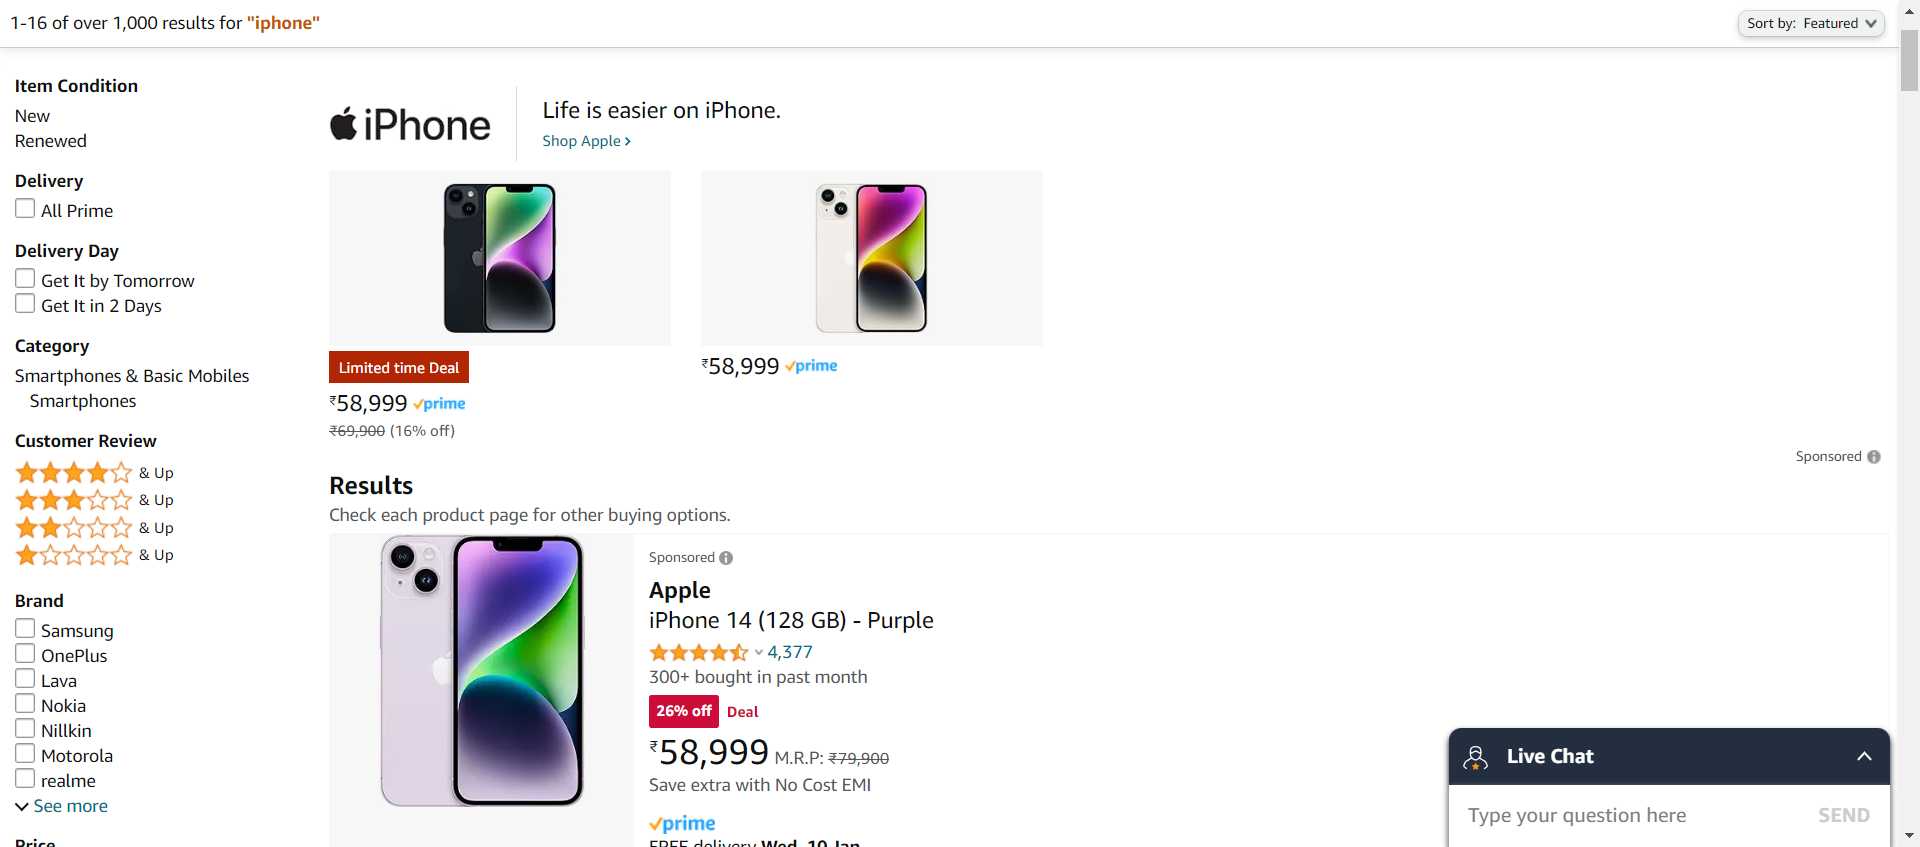 1-16 of over 1,000 results for "iphone"
Sort by: Featured
Item Condition
New
Renewed
Delivery
All Prime
Delivery Day
Get It by Tomorrow
Get It in 2 Days
Category
Smartphones & Basic Mobiles
Smartphones
Customer Review
& Up
& Up
& Up
& Up
Brand
Samsung
OnePlus
Lava
Nokia
Nillkin
Motorola
realme
See more
Price
iPhone
Life is easier on iPhone.
Shop Apple ›
Limited time Deal
₹58,999 prime
₹69,900 (16% off)
₹58,999 prime
Sponsored
Results
Check each product page for other buying options.
Sponsored
Apple
iPhone 14 (128 GB) - Purple
4,377
300+ bought in past month
26% off Deal
₹58,999 M.R.P: ₹79,900
Save extra with No Cost EMI
prime
FREE delivery Wed, 10 Jan
Live Chat
Type your question here SEND